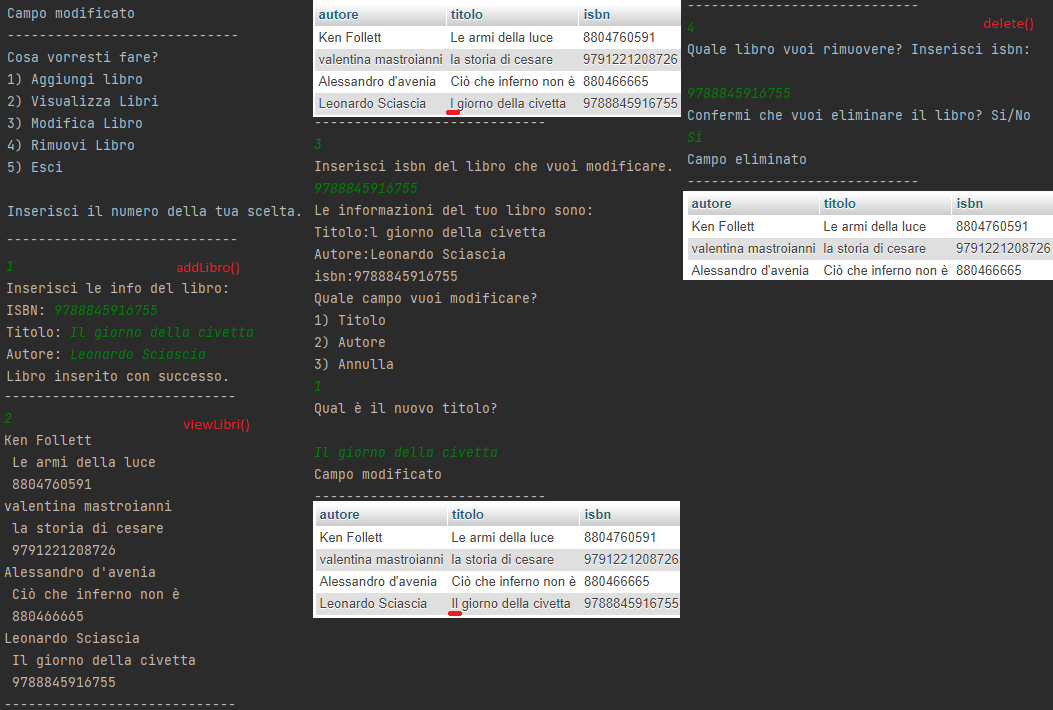 Campo modificato
-----------------------------
Cosa vorresti fare?
1) Aggiungi libro
2) Visualizza Libri
3) Modifica Libro
4) Rimuovi Libro
5) Esci
Inserisci il numero della tua scelta.
-----------------------------
1 addLibro()
Inserisci le info del libro:
ISBN: 9788845916755
Titolo: Il giorno della civetta
Autore: Leonardo Sciascia
Libro inserito con successo.
-----------------------------
2 viewLibri()
Ken Follett
Le armi della luce
8804760591
valentina mastroianni
la storia di cesare
9791221208726
Alessandro d'avenia
Ciò che inferno non è
880466665
Leonardo Sciascia
Il giorno della civetta
9788845916755
-----------------------------
autore titolo isbn
Ken Follett Le armi della luce 8804760591
valentina mastroianni la storia di cesare 9791221208726
Alessandro d'avenia Ciò che inferno non è 880466665
Leonardo Sciascia l giorno della civetta 9788845916755
-----------------------------
3
Inserisci isbn del libro che vuoi modificare.
9788845916755
Le informazioni del tuo libro sono:
Titolo:l giorno della civetta
Autore:Leonardo Sciascia
isbn:9788845916755
Quale campo vuoi modificare?
1) Titolo
2) Autore
3) Annulla
1
Qual è il nuovo titolo?
Il giorno della civetta
Campo modificato
-----------------------------
autore titolo isbn
Ken Follett Le armi della luce 8804760591
valentina mastroianni la storia di cesare 9791221208726
Alessandro d'avenia Ciò che inferno non è 880466665
Leonardo Sciascia Il giorno della civetta 9788845916755
-----------------------------
4 delete()
Quale libro vuoi rimuovere? Inserisci isbn:
9788845916755
Confermi che vuoi eliminare il libro? Si/No
Si
Campo eliminato
-----------------------------
autore titolo isbn
Ken Follett Le armi della luce 8804760591
valentina mastroianni la storia di cesare 9791221208726
Alessandro d'avenia Ciò che inferno non è 880466665